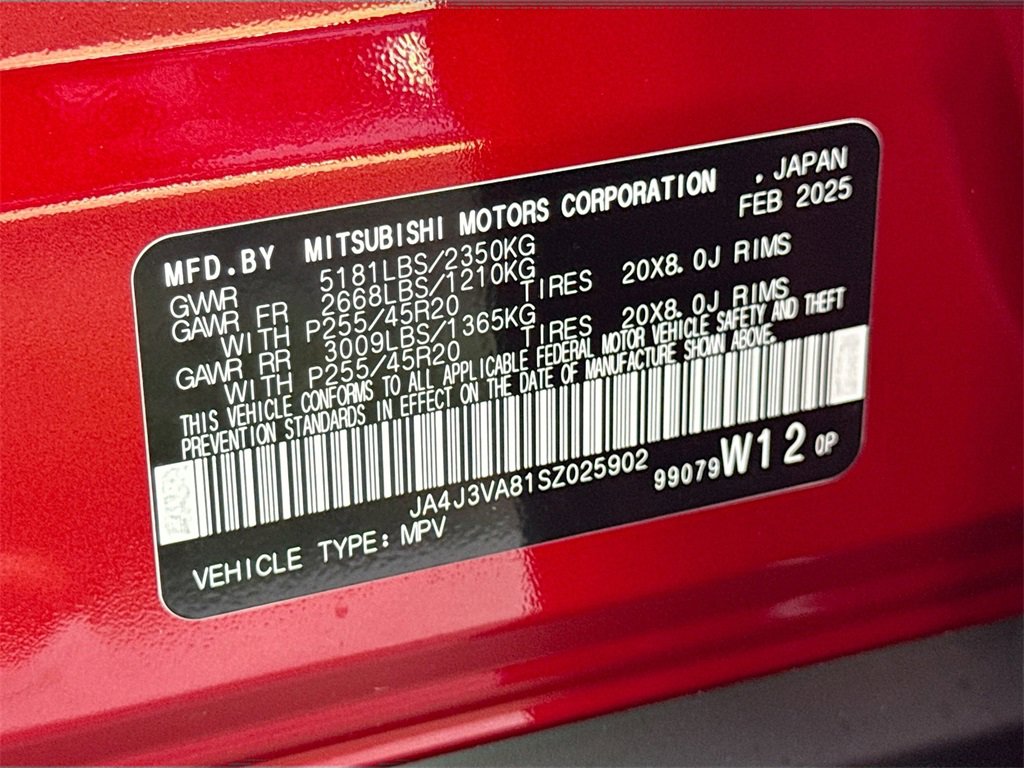 MFD.BY MITSUBISHI MOTORS CORPORATION . JAPAN
FEB 2025
GVWR 5181LBS/2350KG
GAWR FR 2668LBS/1210KG TIRES 20X8.0J RIMS
WITH P255/45R20
GAWR RR 3009LBS/1365KG TIRES 20X8.0J RIMS
WITH P255/45R20
THIS VEHICLE CONFORMS TO ALL APPLICABLE FEDERAL MOTOR VEHICLE SAFETY AND THEFT
PREVENTION STANDARDS IN EFFECT ON THE DATE OF MANUFACTURE SHOWN ABOVE.
JA4J3VA81SZ025902 99079 W12 0P
VEHICLE TYPE: MPV